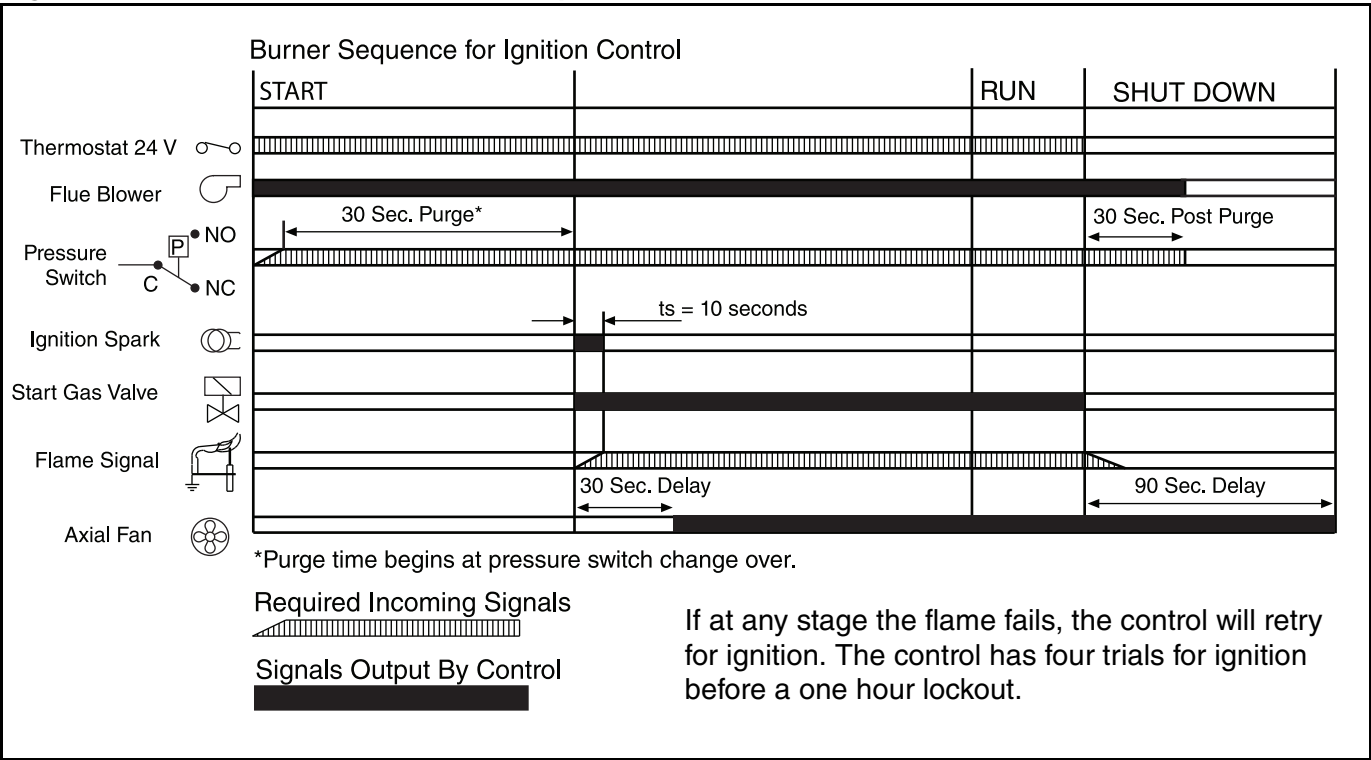 Burner Sequence for Ignition Control
START
RUN
SHUT DOWN
Thermostat 24 V
Flue Blower
30 Sec. Purge*
30 Sec. Post Purge
Pressure
Switch
P
NO
C
NC
ts = 10 seconds
Ignition Spark
Start Gas Valve
Flame Signal
30 Sec. Delay
90 Sec. Delay
Axial Fan
*Purge time begins at pressure switch change over.
Required Incoming Signals
Signals Output By Control
If at any stage the flame fails, the control will retry
for ignition. The control has four trials for ignition
before a one hour lockout.